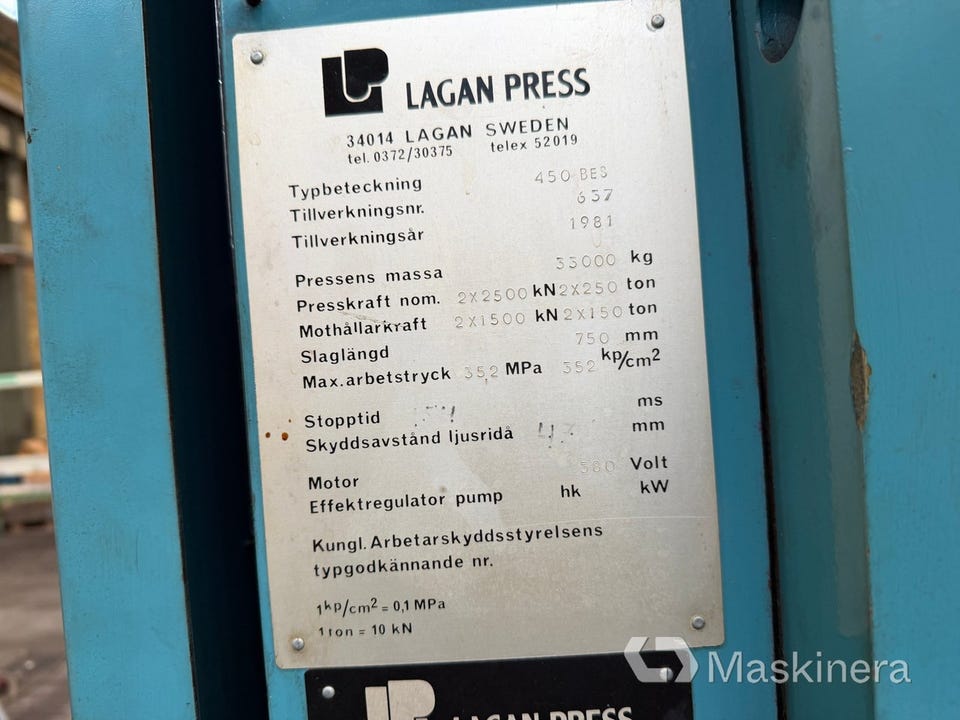 LAGAN PRESS
34014 LAGAN SWEDEN
tel. 0372/30375 telex 52019
Typbeteckning 450 BES
Tillverkningsnr. 637
Tillverkningsår 1981
Pressens massa 33000 kg
Presskraft nom. 2X2500 kN 2X250 ton
Mothållarkraft 2X1500 kN 2X150 ton
Slaglängd 750 mm
Max.arbetstryck 35,2 MPa 352 kp/cm²
Stopptid ms
Skyddsavstånd ljusridå mm
Motor 380 Volt
Effektregulator pump hk kW
Kungl. Arbetarskyddsstyrelsens
typgodkännande nr.
1kp/cm² = 0,1 MPa
1 ton = 10 kN
Maskinera
LAGAN PRESS